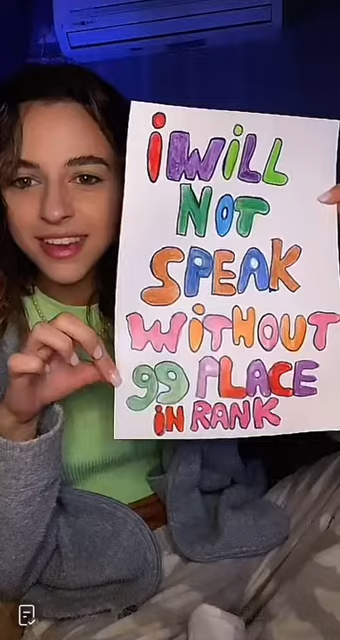 i WiLL
NOT
SPEAK
WiTHOUT
99 PLACE
iN RANK